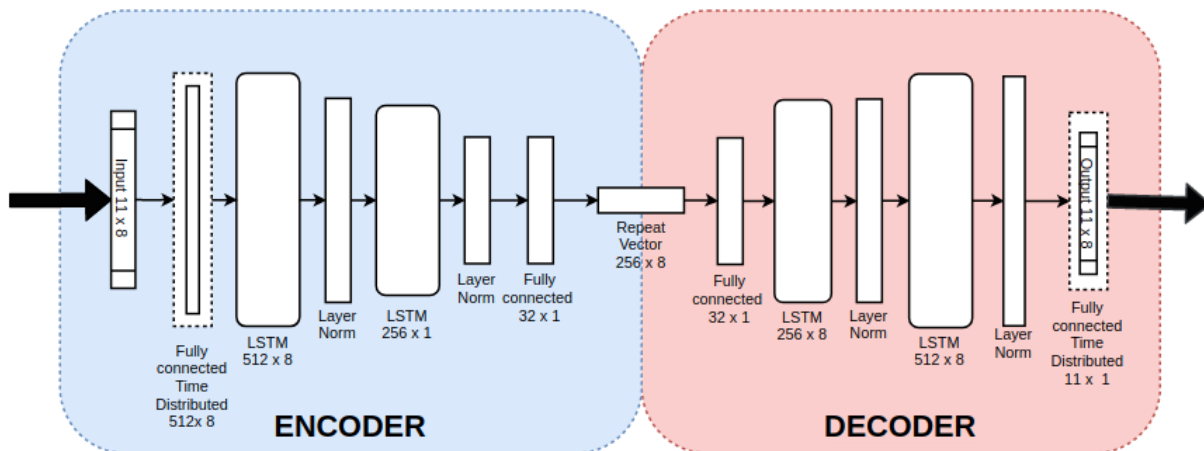 Input 11 x 8
Fully
connected
Time
Distributed
512x 8
LSTM
512 x 8
Layer
Norm
LSTM
256 x 1
Layer
Norm
Fully
connected
32 x 1
Repeat
Vector
256 x 8
Fully
connected
32 x 1
LSTM
256 x 8
Layer
Norm
LSTM
512 x 8
Layer
Norm
Output 11 x 8
Fully
connected
Time
Distributed
11 x 1
ENCODER
DECODER